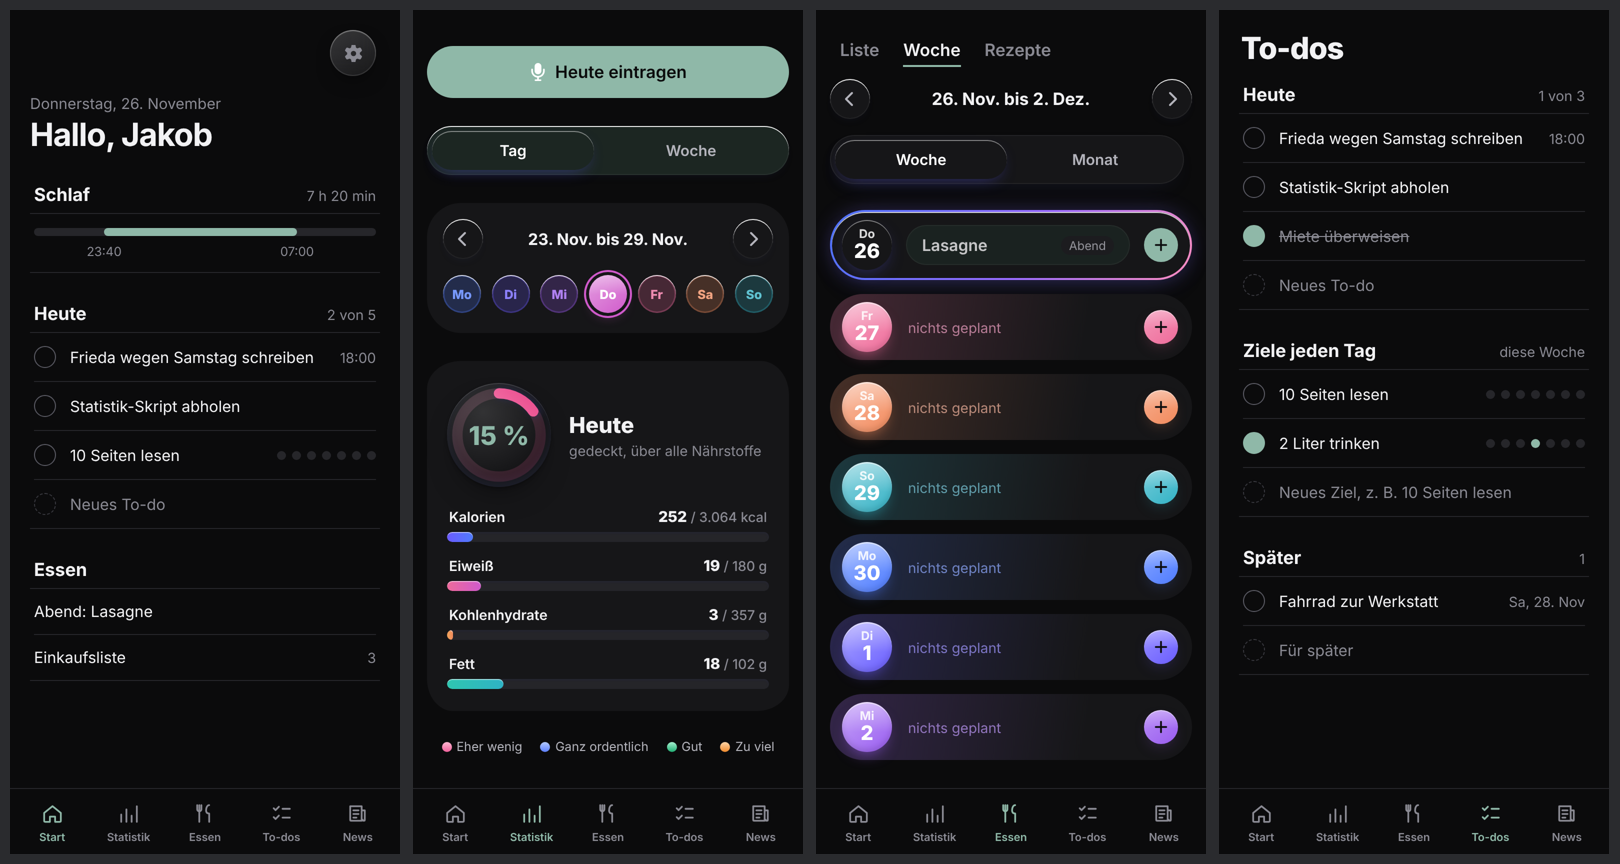 Donnerstag, 26. November
Hallo, Jakob
Schlaf 7 h 20 min
23:40 07:00
Heute 2 von 5
Frieda wegen Samstag schreiben 18:00
Statistik-Skript abholen
10 Seiten lesen
Neues To-do
Essen
Abend: Lasagne
Einkaufsliste 3
Start Statistik Essen To-dos News
Heute eintragen
Tag Woche
23. Nov. bis 29. Nov.
Mo Di Mi Do Fr Sa So
15 %
Heute
gedeckt, über alle Nährstoffe
Kalorien 252 / 3.064 kcal
Eiweiß 19 / 180 g
Kohlenhydrate 3 / 357 g
Fett 18 / 102 g
Eher wenig Ganz ordentlich Gut Zu viel
Start Statistik Essen To-dos News
Liste Woche Rezepte
26. Nov. bis 2. Dez.
Woche Monat
Do
26 Lasagne Abend
Fr
27 nichts geplant
Sa
28 nichts geplant
So
29 nichts geplant
Mo
30 nichts geplant
Di
1 nichts geplant
Mi
2 nichts geplant
Start Statistik Essen To-dos News
To-dos
Heute 1 von 3
Frieda wegen Samstag schreiben 18:00
Statistik-Skript abholen
Miete überweisen
Neues To-do
Ziele jeden Tag diese Woche
10 Seiten lesen
2 Liter trinken
Neues Ziel, z. B. 10 Seiten lesen
Später 1
Fahrrad zur Werkstatt Sa, 28. Nov
Für später
Start Statistik Essen To-dos News